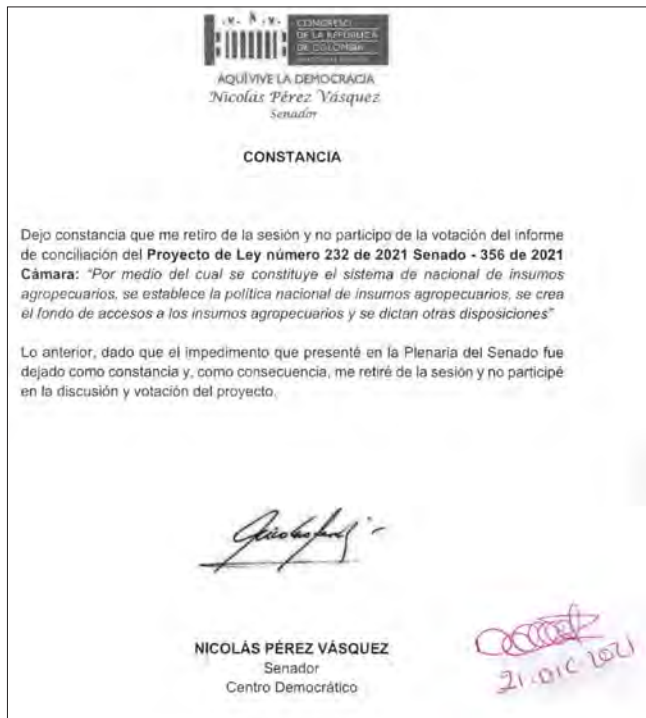 CONGRESO
DE LA REPÚBLICA
DE COLOMBIA
AQUÍ VIVE LA DEMOCRACIA
Nicolás Pérez Vásquez
Senador
CONSTANCIA
Dejo constancia que me retiro de la sesión y no participo de la votación del informe
de conciliación del Proyecto de Ley número 232 de 2021 Senado - 356 de 2021
Cámara: "Por medio del cual se constituye el sistema de nacional de insumos
agropecuarios, se establece la política nacional de insumos agropecuarios, se crea
el fondo de accesos a los insumos agropecuarios y se dictan otras disposiciones"
Lo anterior, dado que el impedimento que presenté en la Plenaria del Senado fue
dejado como constancia y, como consecuencia, me retiré de la sesión y no participé
en la discusión y votación del proyecto.
NICOLÁS PÉREZ VÁSQUEZ
Senador
Centro Democrático
21.DIC 2021